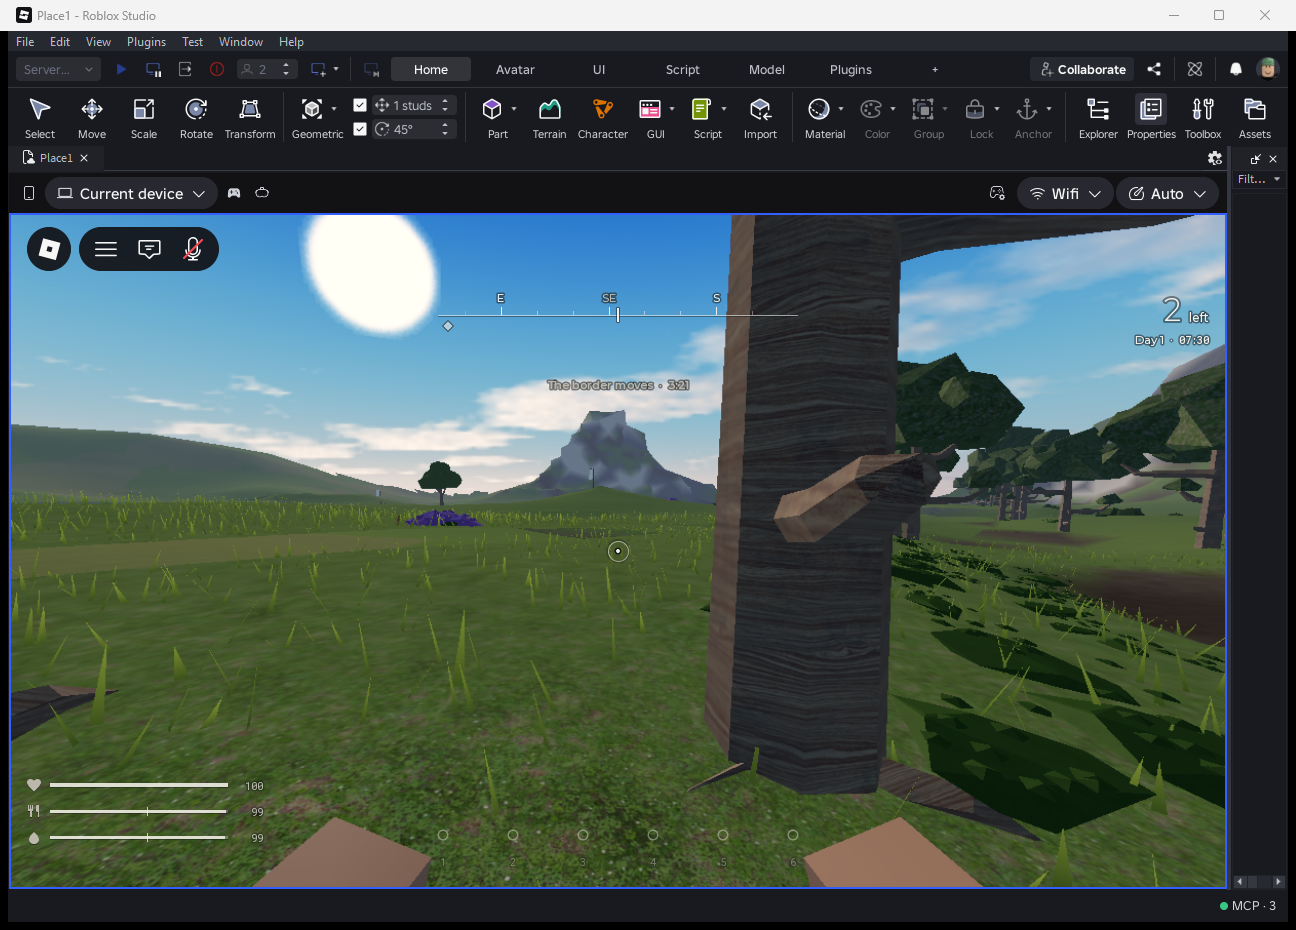 Place1 - Roblox Studio
File Edit View Plugins Test Window Help
Server... 2 Home Avatar UI Script Model Plugins + Collaborate
1 studs
45°
Select Move Scale Rotate Transform Geometric Part Terrain Character GUI Script Import Material Color Group Lock Anchor Explorer Properties Toolbox Assets
Place1
Filt...
Current device Wifi Auto
E SE S
2 left
Day 1 · 07:30
The border moves · 3:21
100
99
99
1 2 3 4 5 6
MCP · 3